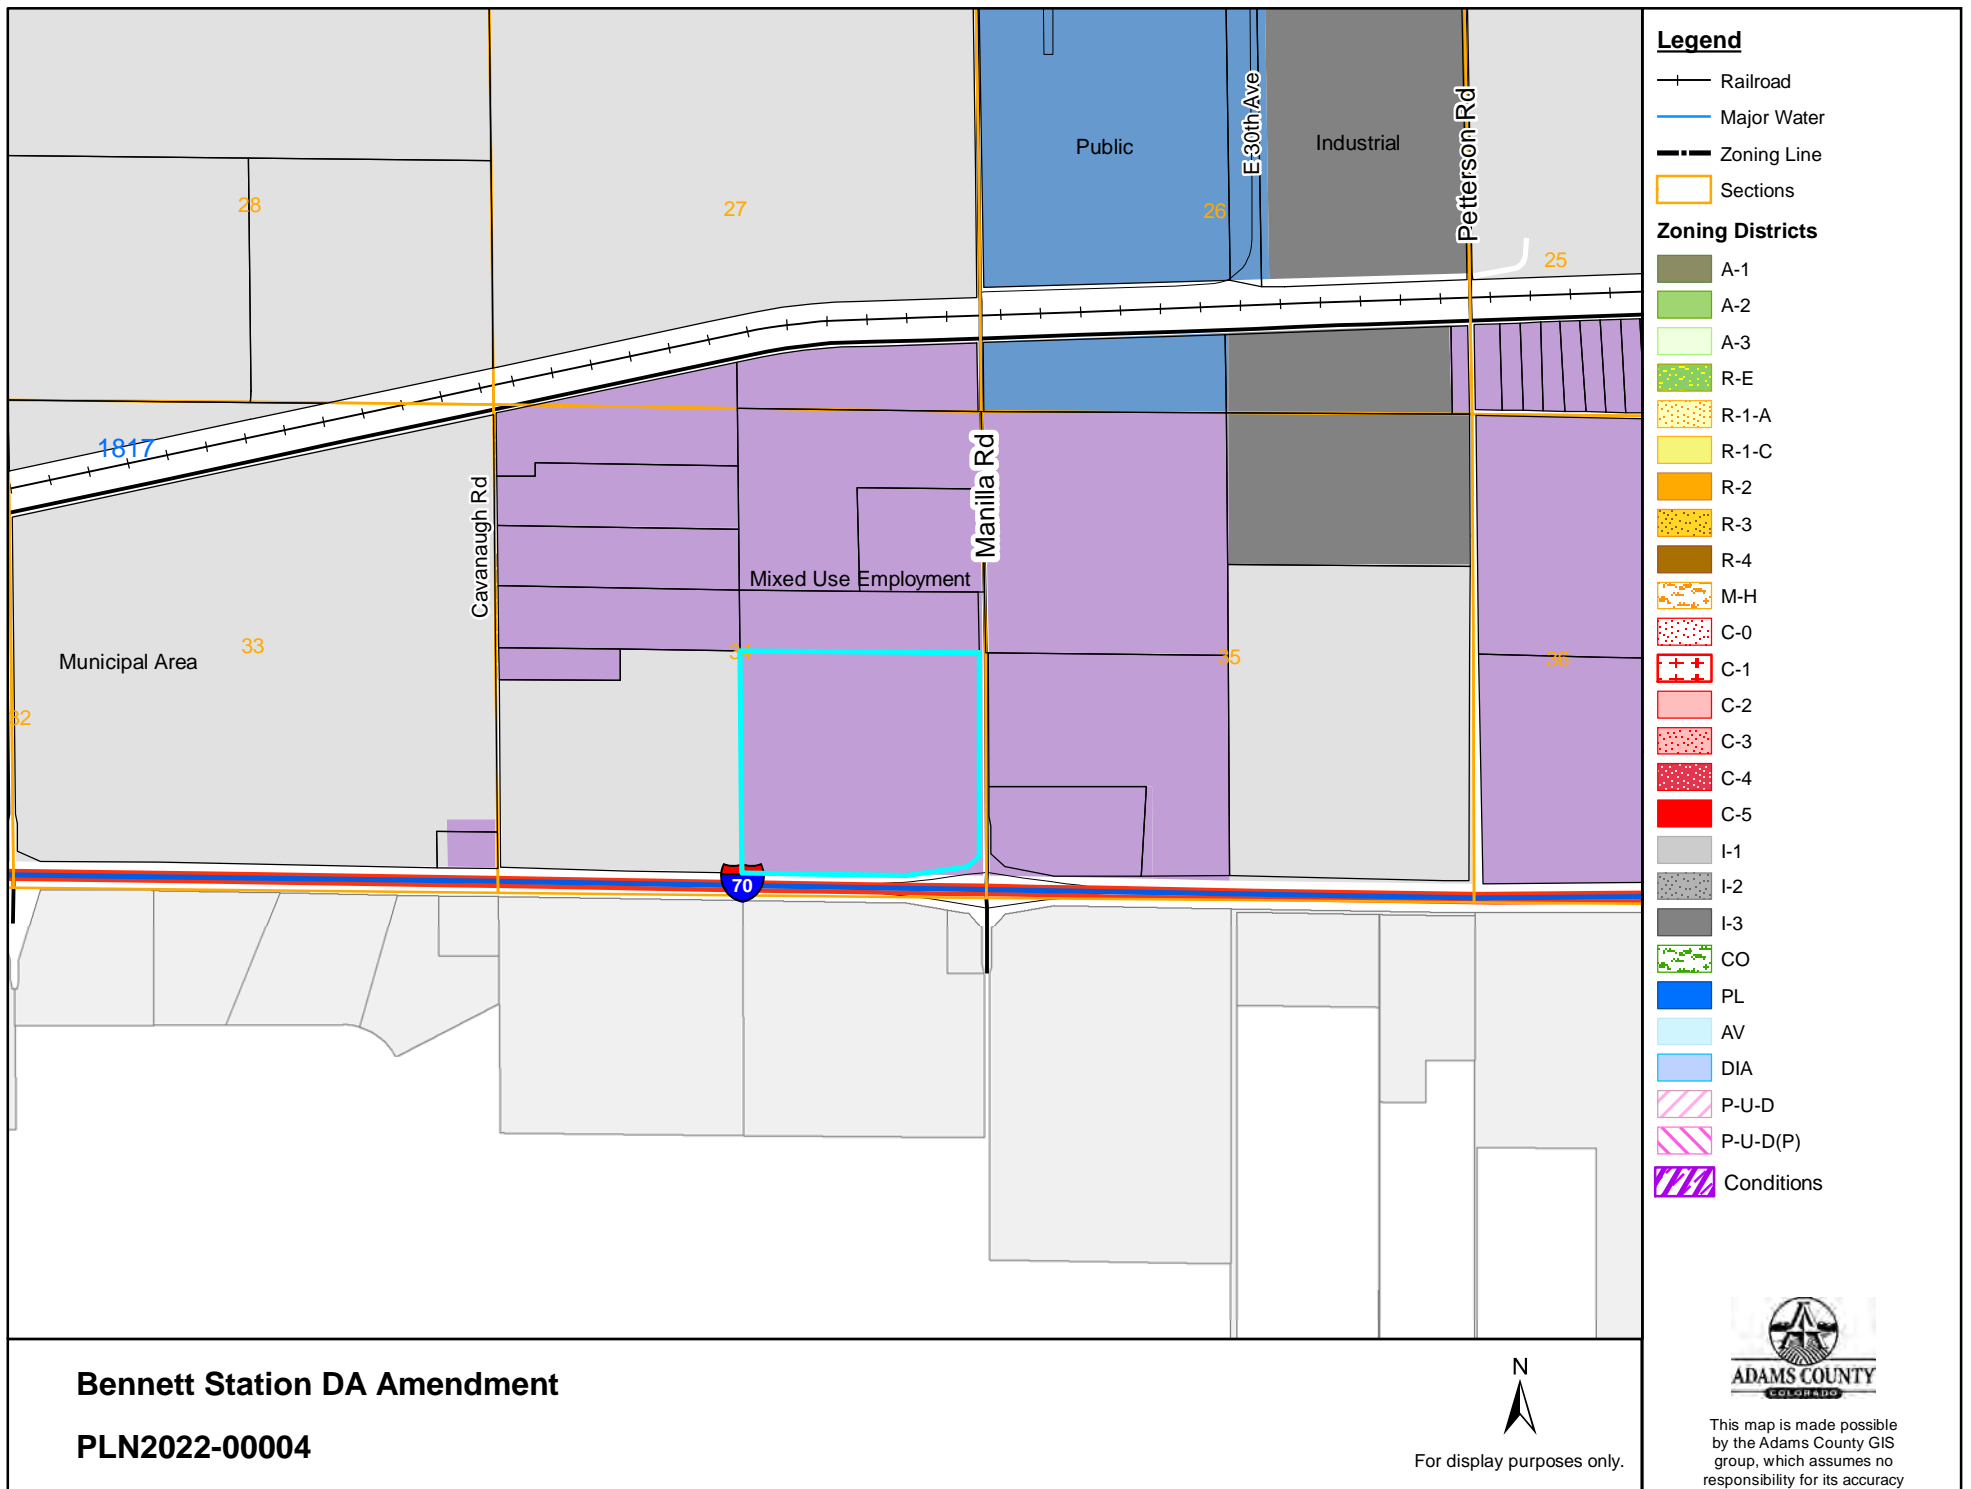 Public
E 30th Ave
Industrial
Petterson Rd
28
27
26
25
1817
Cavanaugh Rd
Manilla Rd
Mixed Use Employment
Municipal Area
33
34
35
36
32
70
Bennett Station DA Amendment
PLN2022-00004
N
For display purposes only.
Legend
Railroad
Major Water
Zoning Line
Sections
Zoning Districts
A-1
A-2
A-3
R-E
R-1-A
R-1-C
R-2
R-3
R-4
M-H
C-0
C-1
C-2
C-3
C-4
C-5
I-1
I-2
I-3
CO
PL
AV
DIA
P-U-D
P-U-D(P)
Conditions
ADAMS COUNTY
COLORADO
This map is made possible
by the Adams County GIS
group, which assumes no
responsibility for its accuracy